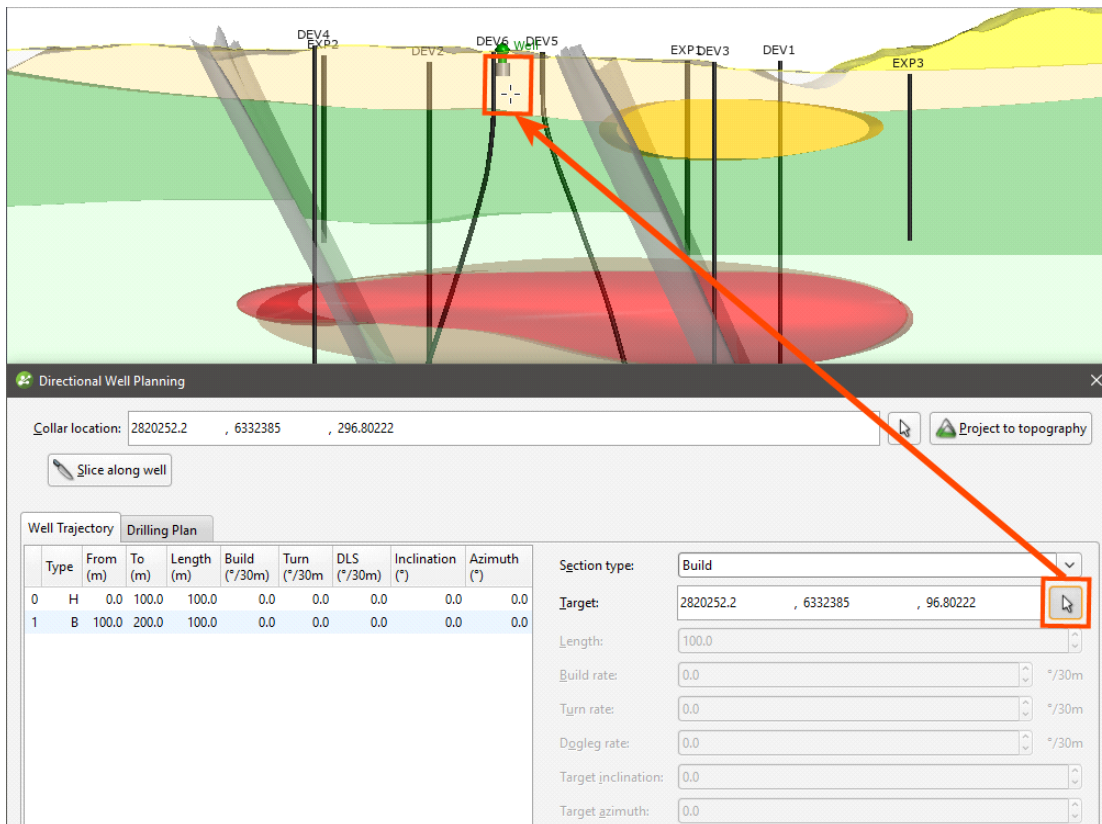 DEV4
EXP2
DEV2
DEV6
Well
DEV5
EXP1
DEV3
DEV1
EXP3
Directional Well Planning
Collar location: 2820252.2 , 6332385 , 296.80222 Project to topography
Slice along well
Well Trajectory Drilling Plan
Type From (m) To (m) Length (m) Build (°/30m) Turn (°/30m DLS (°/30m) Inclination (°) Azimuth (°)
0 H 0.0 100.0 100.0 0.0 0.0 0.0 0.0 0.0
1 B 100.0 200.0 100.0 0.0 0.0 0.0 0.0 0.0
Section type: Build
Target: 2820252.2 , 6332385 , 96.80222
Length: 100.0
Build rate: 0.0 °/30m
Turn rate: 0.0 °/30m
Dogleg rate: 0.0 °/30m
Target inclination: 0.0
Target azimuth: 0.0